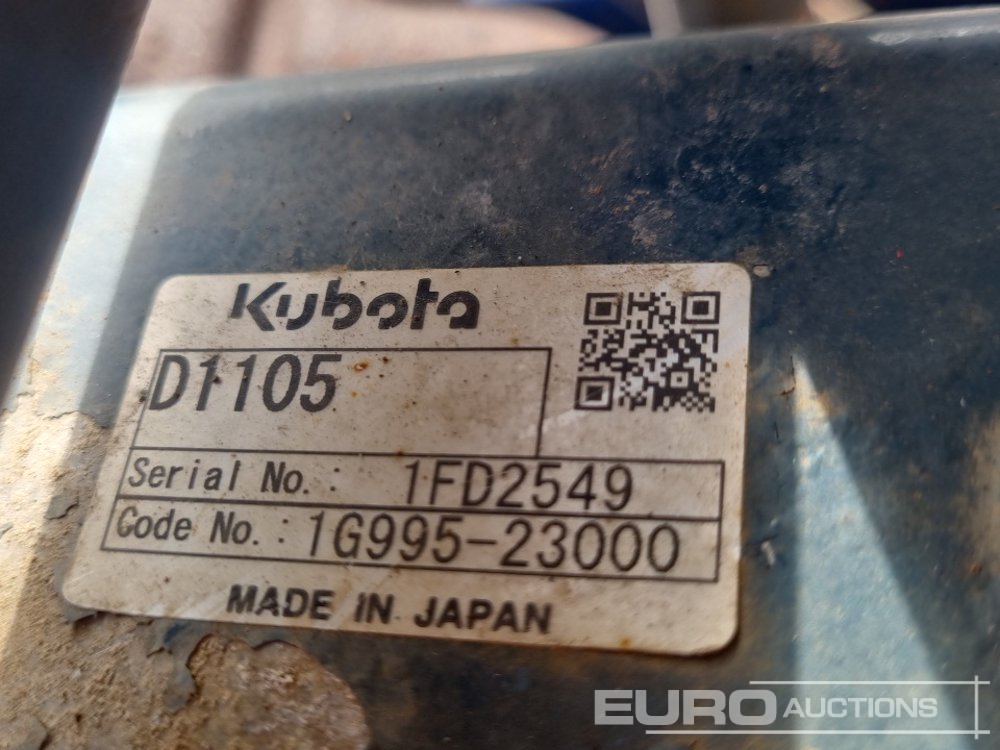 Kubota
D1105
Serial No.: 1FD2549
Code No.: 1G995-23000
MADE IN JAPAN
EURO AUCTIONS